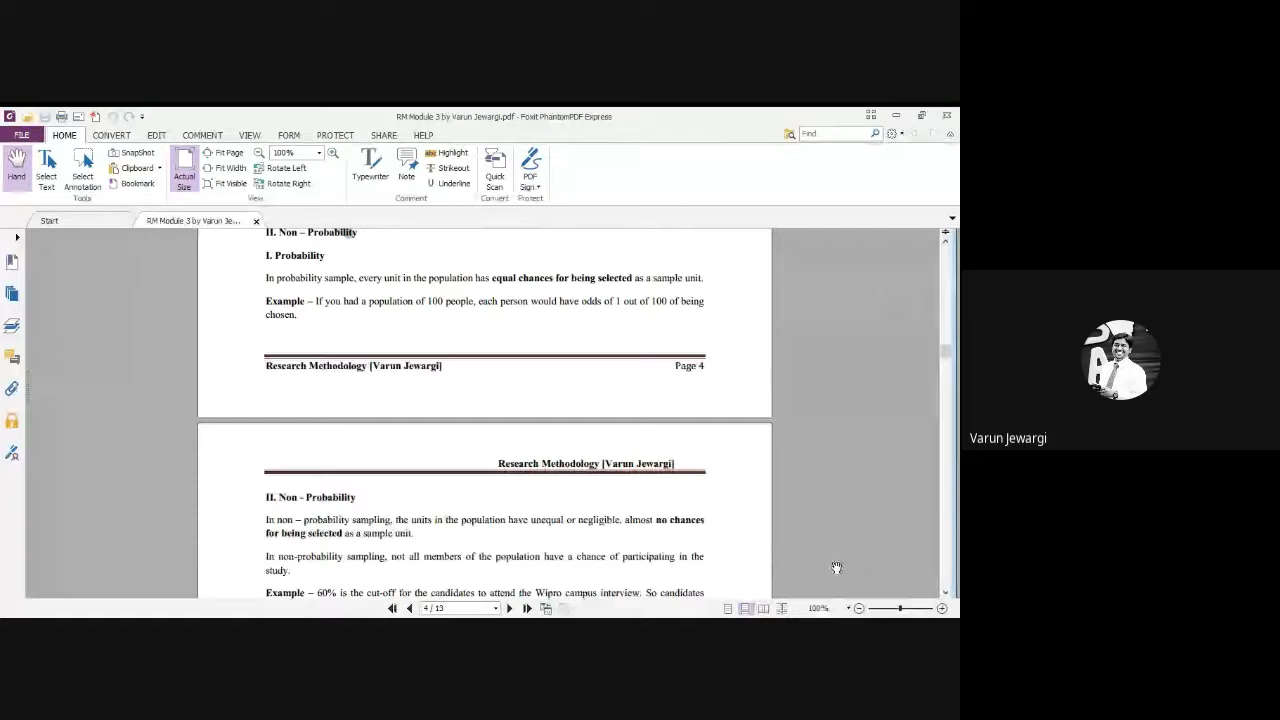 RM Module 3 by Varun Jewargi.pdf - Foxit PhantomPDF Express
FILE HOME CONVERT EDIT COMMENT VIEW FORM PROTECT SHARE HELP
Find
Hand
Select Text
Select Annotation
SnapShot
Clipboard
Bookmark
Tools
Actual Size
Fit Page
Fit Width
Fit Visible
100%
Rotate Left
Rotate Right
View
Typewriter
Note
Highlight
Strikeout
Underline
Comment
Quick Scan
Convert
PDF Sign
Protect
Start
RM Module 3 by Varun Je...
II. Non – Probability
I. Probability
In probability sample, every unit in the population has equal chances for being selected as a sample unit.
Example – If you had a population of 100 people, each person would have odds of 1 out of 100 of being
chosen.
Research Methodology [Varun Jewargi] Page 4
Research Methodology [Varun Jewargi]
II. Non - Probability
In non – probability sampling, the units in the population have unequal or negligible, almost no chances
for being selected as a sample unit.
In non-probability sampling, not all members of the population have a chance of participating in the
study.
Example – 60% is the cut-off for the candidates to attend the Wipro campus interview. So candidates
4 / 13
100%
Varun Jewargi